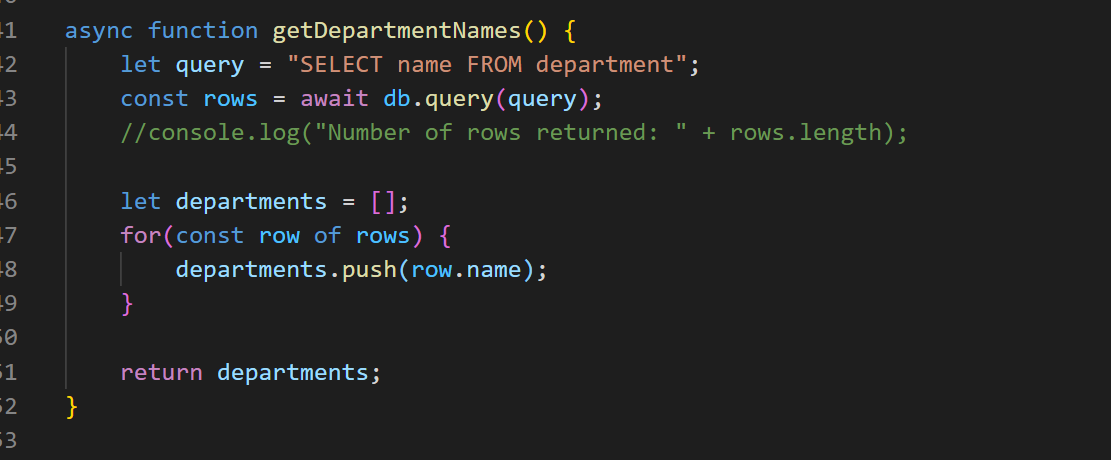 41 async function getDepartmentNames() {
42     let query = "SELECT name FROM department";
43     const rows = await db.query(query);
44     //console.log("Number of rows returned: " + rows.length);
45
46     let departments = [];
47     for(const row of rows) {
48         departments.push(row.name);
49     }
50
51     return departments;
52 }
53